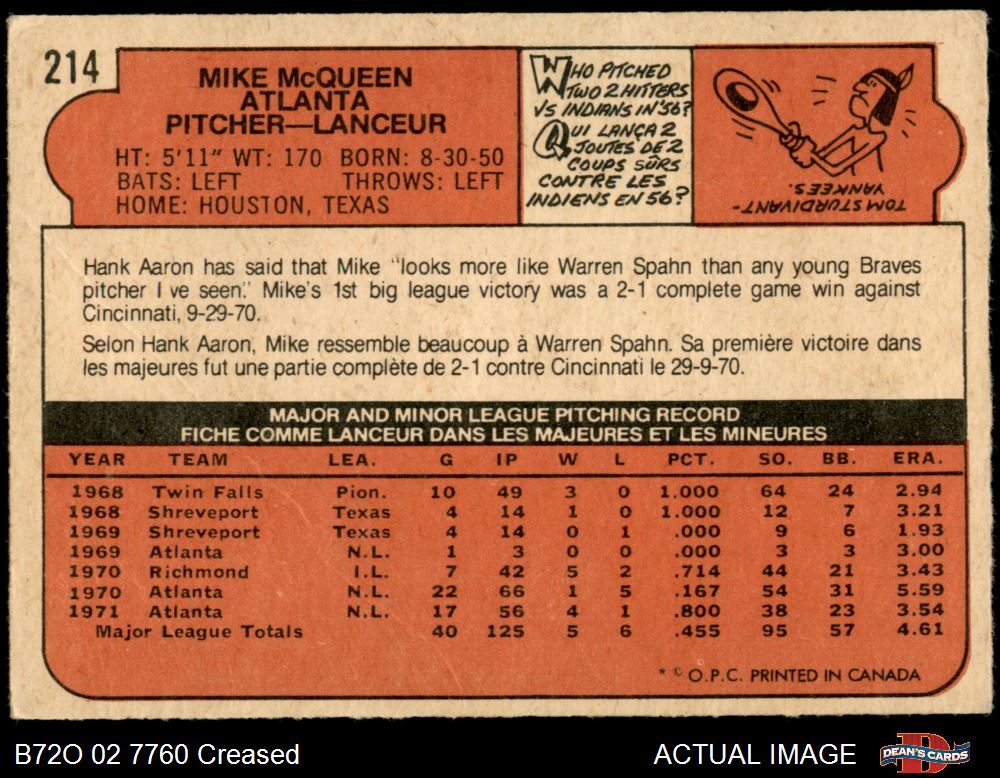 214
MIKE McQUEEN
ATLANTA
PITCHER—LANCEUR
HT: 5'11" WT: 170 BORN: 8-30-50
BATS: LEFT THROWS: LEFT
HOME: HOUSTON, TEXAS
WHO PITCHED
TWO 2 HITTERS
VS INDIANS IN '56?
QUI LANÇA 2
JOUTES DE 2
COUPS SÛRS
CONTRE LES
INDIENS EN 56?
TOM STURDIVANT-
YANKEES.
Hank Aaron has said that Mike "looks more like Warren Spahn than any young Braves
pitcher I ve seen." Mike's 1st big league victory was a 2-1 complete game win against
Cincinnati, 9-29-70.
Selon Hank Aaron, Mike ressemble beaucoup à Warren Spahn. Sa première victoire dans
les majeures fut une partie complète de 2-1 contre Cincinnati le 29-9-70.
MAJOR AND MINOR LEAGUE PITCHING RECORD
FICHE COMME LANCEUR DANS LES MAJEURES ET LES MINEURES
YEAR TEAM LEA. G IP W L PCT. SO. BB. ERA.
1968 Twin Falls Pion. 10 49 3 0 1.000 64 24 2.94
1968 Shreveport Texas 4 14 1 0 1.000 12 7 3.21
1969 Shreveport Texas 4 14 0 1 .000 9 6 1.93
1969 Atlanta N.L. 1 3 0 0 .000 3 3 3.00
1970 Richmond I.L. 7 42 5 2 .714 44 21 3.43
1970 Atlanta N.L. 22 66 1 5 .167 54 31 5.59
1971 Atlanta N.L. 17 56 4 1 .800 38 23 3.54
Major League Totals 40 125 5 6 .455 95 57 4.61
* © O.P.C. PRINTED IN CANADA
B72O 02 7760 Creased
ACTUAL IMAGE
DEAN'S CARDS